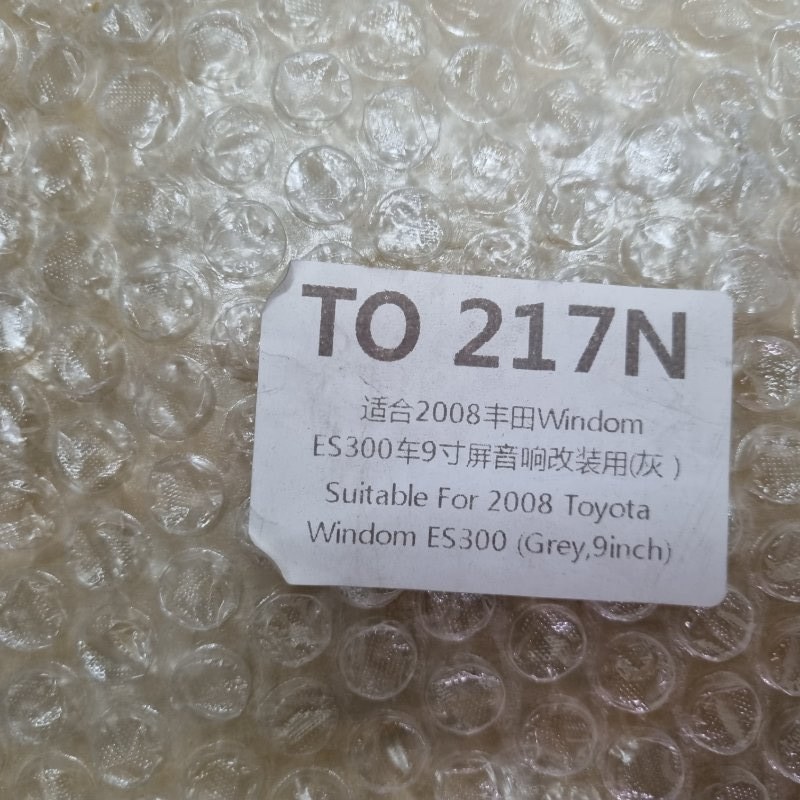 TO 217N
适合2008丰田Windom
ES300车9寸屏音响改装用(灰)
Suitable For 2008 Toyota
Windom ES300 (Grey,9inch)